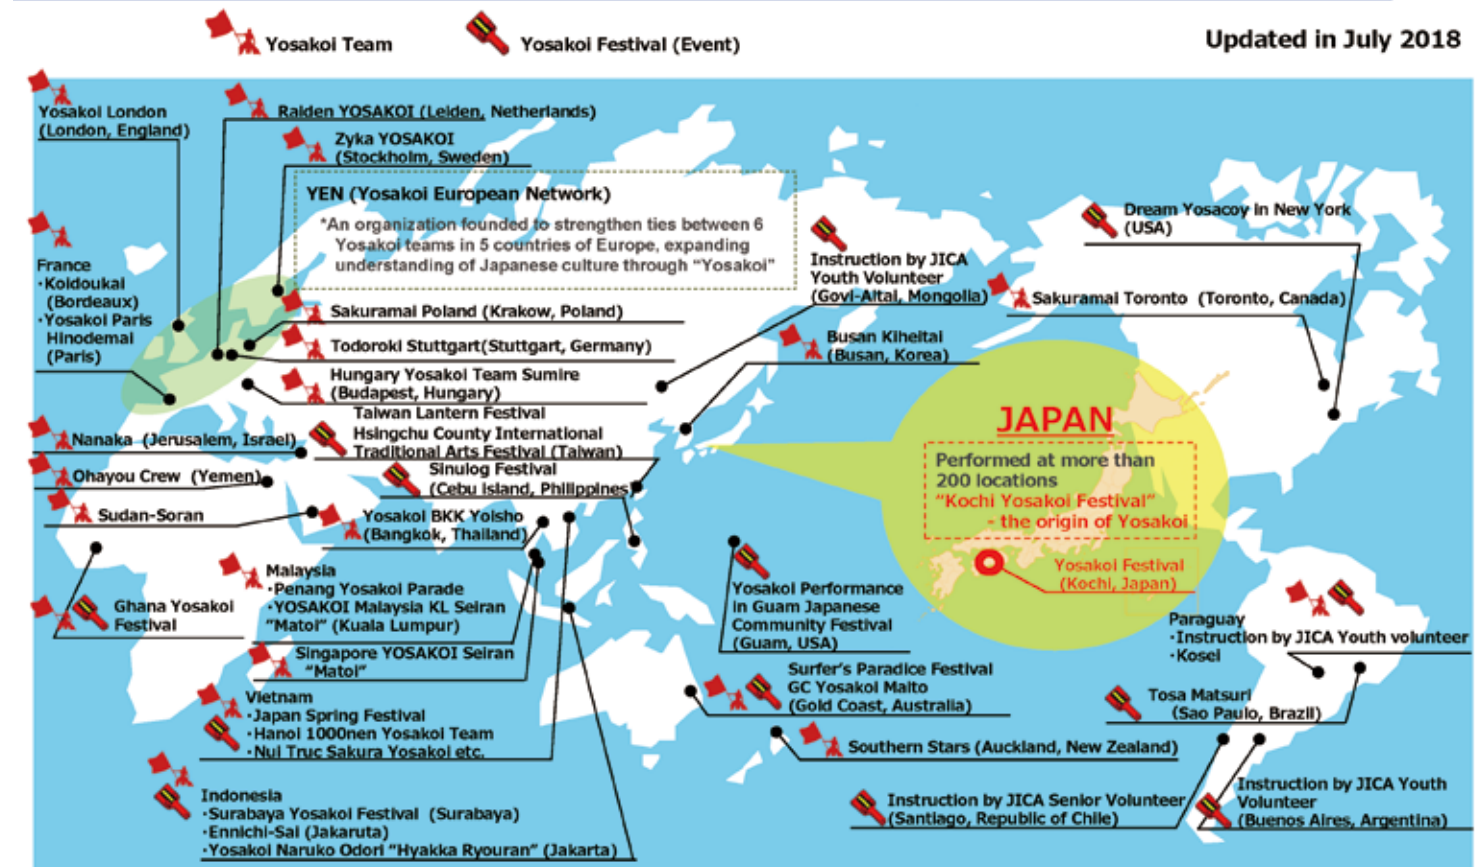 Yosakoi Team
Yosakoi Festival (Event)
Updated in July 2018
Yosakoi London
(London, England)
Raiden YOSAKOI (Leiden, Netherlands)
Zyka YOSAKOI
(Stockholm, Sweden)
YEN (Yosakoi European Network)
*An organization founded to strengthen ties between 6
Yosakoi teams in 5 countries of Europe, expanding
understanding of Japanese culture through “Yosakoi”
France
・Koidoukai
(Bordeaux)
・Yosakoi Paris
Hinodemai
(Paris)
Sakuramai Poland (Krakow, Poland)
Todoroki Stuttgart(Stuttgart, Germany)
Hungary Yosakoi Team Sumire
(Budapest, Hungary)
Taiwan Lantern Festival
Hsingchu County International
Traditional Arts Festival (Taiwan)
Sinulog Festival
(Cebu island, Philippines)
Nanaka (Jerusalem, Israel)
Ohayou Crew (Yemen)
Sudan-Soran
Yosakoi BKK Yoisho
(Bangkok, Thailand)
Instruction by JICA
Youth Volunteer
(Govi-Altai, Mongolia)
Busan Kiheitai
(Busan, Korea)
Dream Yosacoy in New York
(USA)
Sakuramai Toronto (Toronto, Canada)
JAPAN
Performed at more than
200 locations
“Kochi Yosakoi Festival”
- the origin of Yosakoi
Yosakoi Festival
(Kochi, Japan)
Ghana Yosakoi
Festival
Malaysia
・Penang Yosakoi Parade
・YOSAKOI Malaysia KL Seiran
“Matoi” (Kuala Lumpur)
Singapore YOSAKOI Seiran
“Matoi”
Vietnam
・Japan Spring Festival
・Hanoi 1000nen Yosakoi Team
・Nui Truc Sakura Yosakoi etc.
Indonesia
・Surabaya Yosakoi Festival (Surabaya)
・Ennichi-Sai (Jakaruta)
・Yosakoi Naruko Odori “Hyakka Ryouran” (Jakarta)
Yosakoi Performance
in Guam Japanese
Community Festival
(Guam, USA)
Surfer’s Paradice Festival
GC Yosakoi Maito
(Gold Coast, Australia)
Southern Stars (Auckland, New Zealand)
Paraguay
・Instruction by JICA Youth volunteer
・Kosei
Tosa Matsuri
(Sao Paulo, Brazil)
Instruction by JICA Senior Volunteer
(Santiago, Republic of Chile)
Instruction by JICA Youth
Volunteer
(Buenos Aires, Argentina)